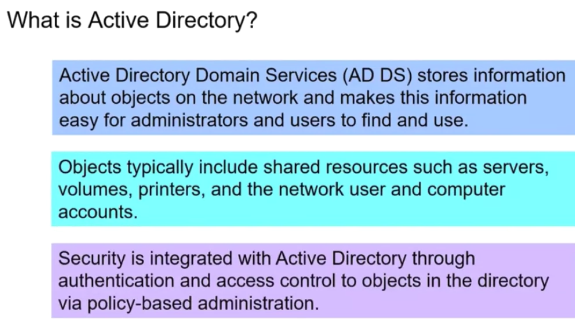 What is Active Directory?
Active Directory Domain Services (AD DS) stores information
about objects on the network and makes this information
easy for administrators and users to find and use.
Objects typically include shared resources such as servers,
volumes, printers, and the network user and computer
accounts.
Security is integrated with Active Directory through
authentication and access control to objects in the directory
via policy-based administration.